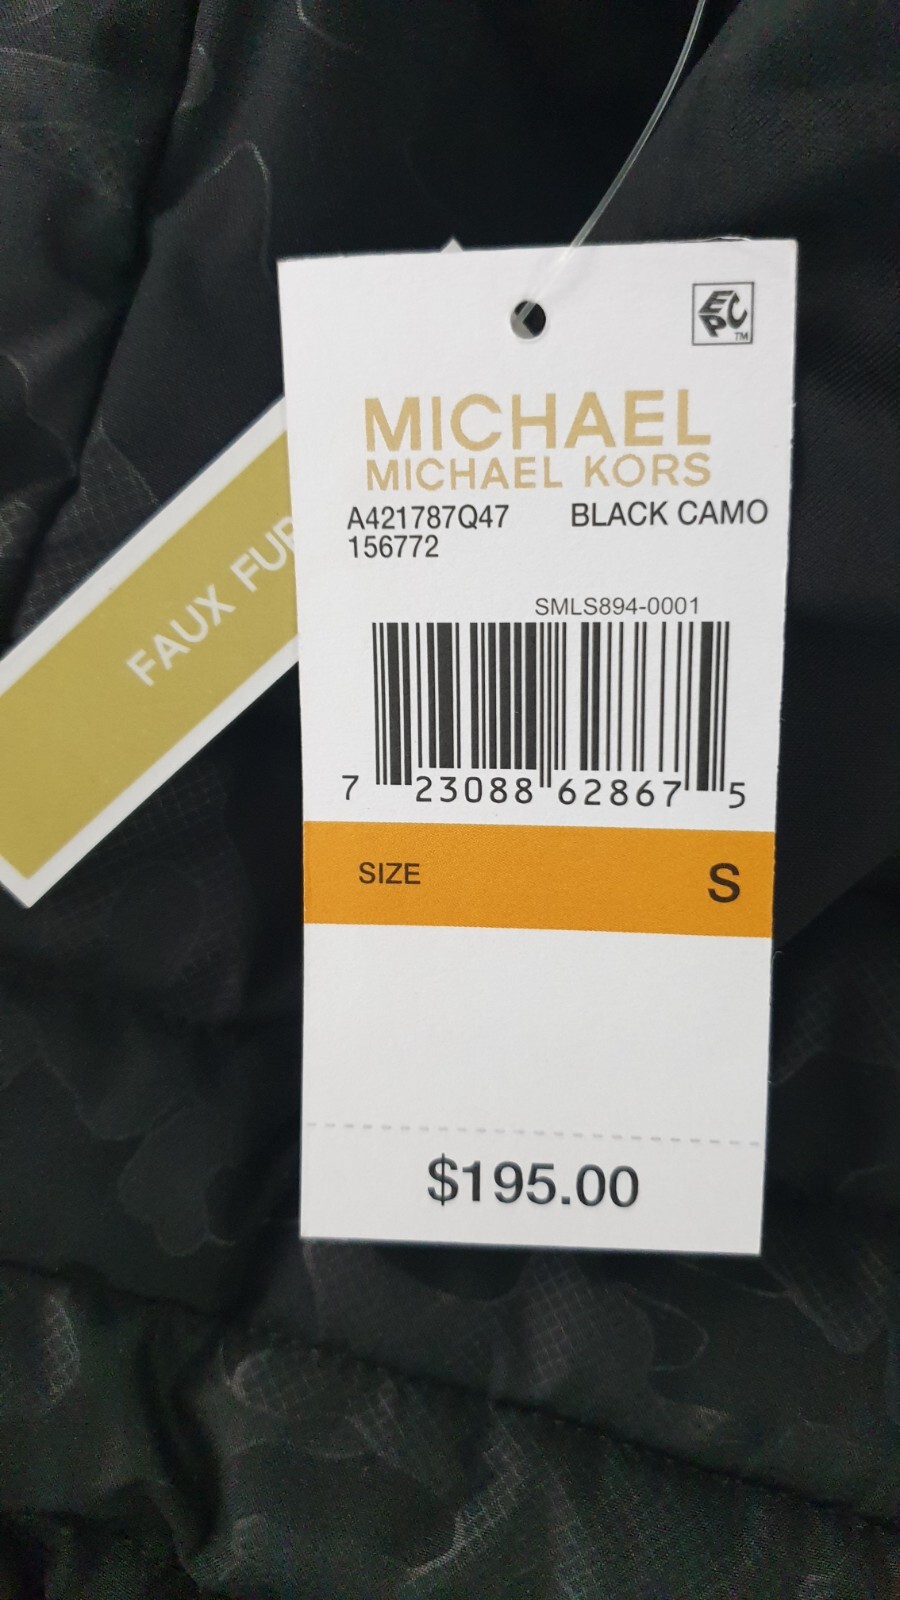 EPC
TM
MICHAEL
MICHAEL KORS
A421787Q47 BLACK CAMO
156772
SMLS894-0001
7 23088 62867 5
SIZE S
$195.00
FAUX FUR